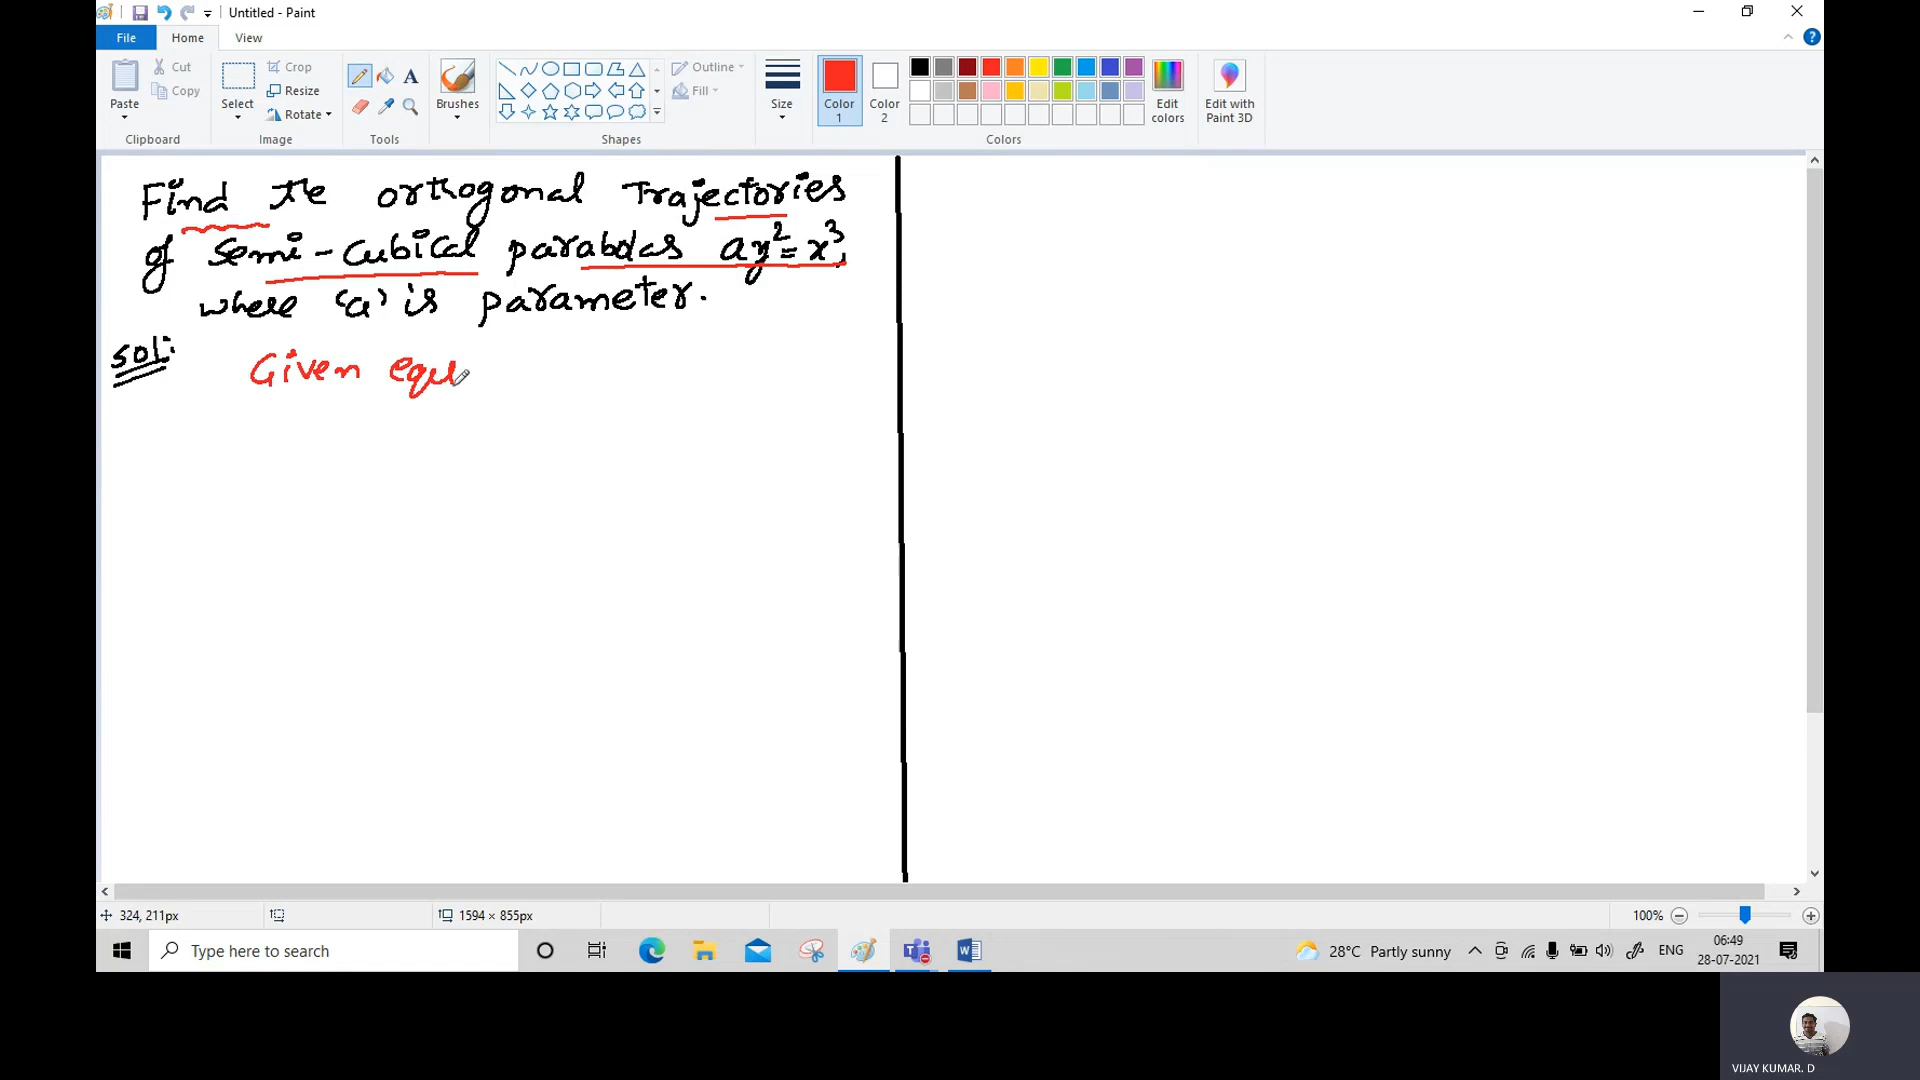 Untitled - Paint
File Home View
Cut
Copy
Paste
Clipboard
Crop
Resize
Rotate
Select
Image
Tools
Brushes
Outline
Fill
Shapes
Size
Color 1
Color 2
Edit colors
Edit with Paint 3D
Colors
Find the orthogonal Trajectories
of semi-cubical parabolas ay²=x³,
where 'a' is parameter.
Sol:
Given equ
324, 211px
1594 × 855px
100%
Type here to search
28°C Partly sunny
ENG
06:49
28-07-2021
VIJAY KUMAR. D